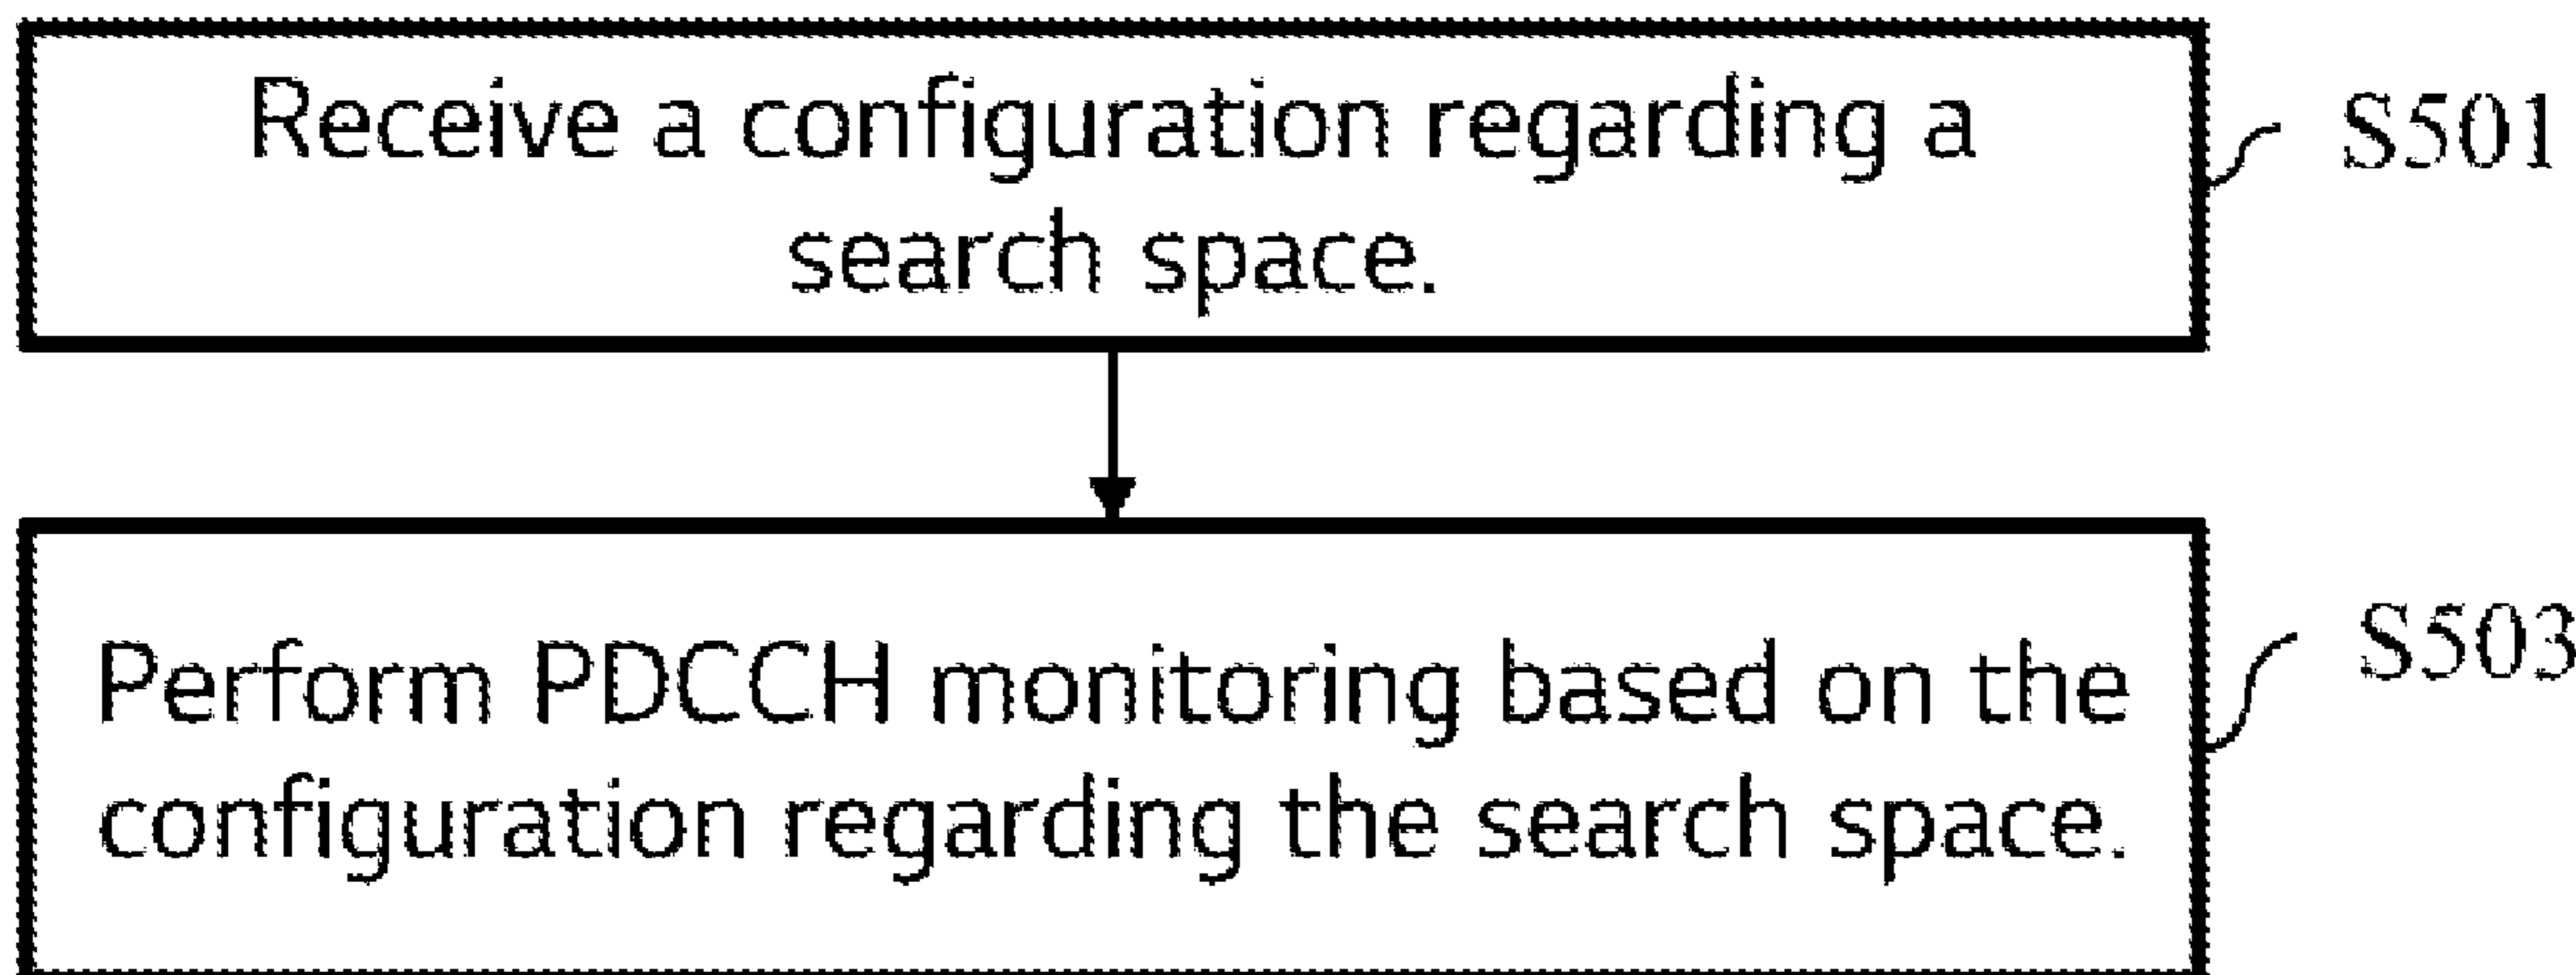 Receive a configuration regarding a
search space.
S501
Perform PDCCH monitoring based on the
configuration regarding the search space.
S503